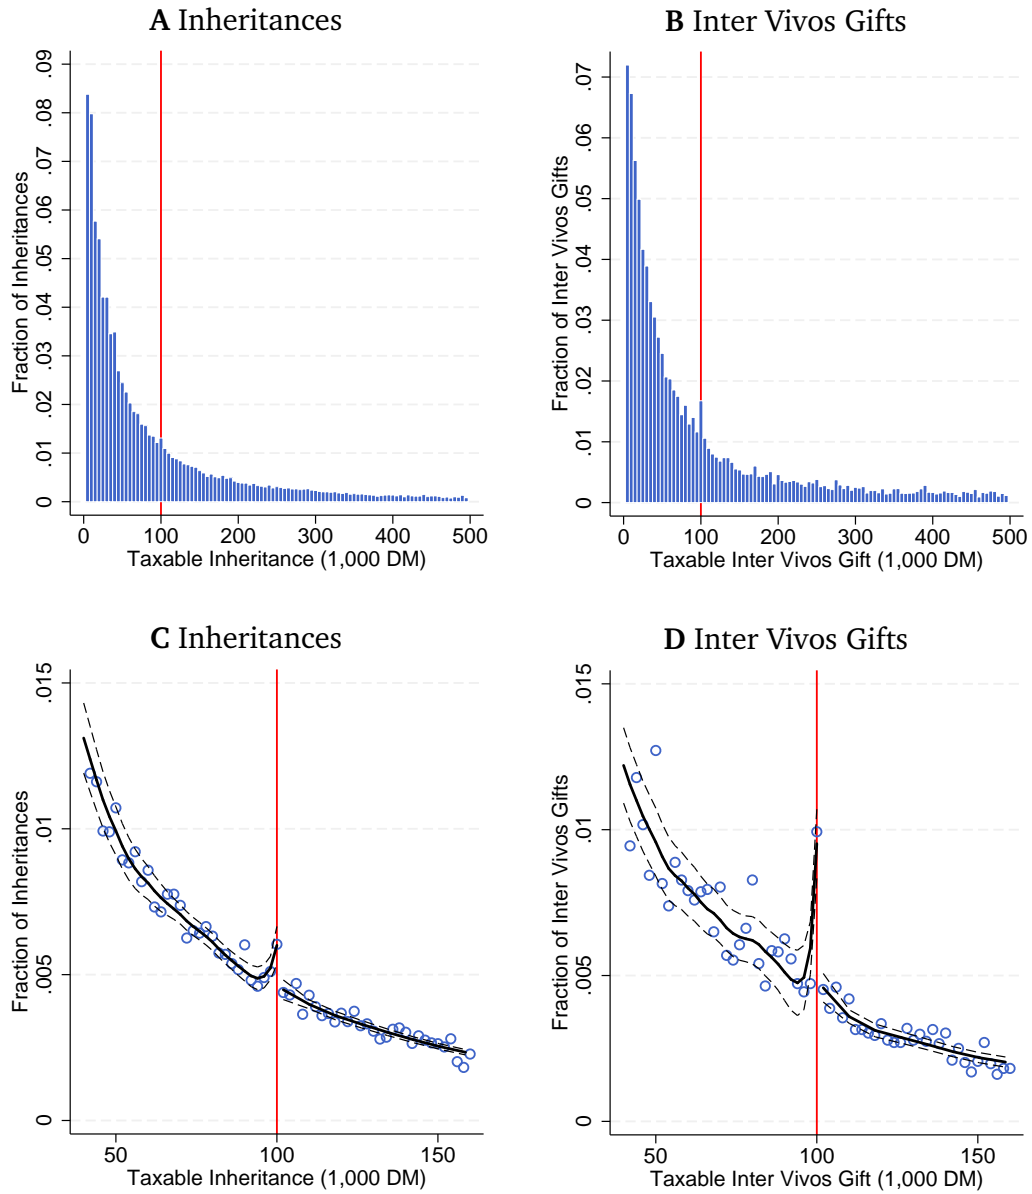 A Inheritances
Fraction of Inheritances
.09
.08
.07
.06
.05
.04
.03
.02
.01
0
0 100 200 300 400 500
Taxable Inheritance (1,000 DM)
B Inter Vivos Gifts
Fraction of Inter Vivos Gifts
.07
.06
.05
.04
.03
.02
.01
0
0 100 200 300 400 500
Taxable Inter Vivos Gift (1,000 DM)
C Inheritances
Fraction of Inheritances
.015
.01
.005
0
50 100 150
Taxable Inheritance (1,000 DM)
D Inter Vivos Gifts
Fraction of Inter Vivos Gifts
.015
.01
.005
0
50 100 150
Taxable Inter Vivos Gift (1,000 DM)